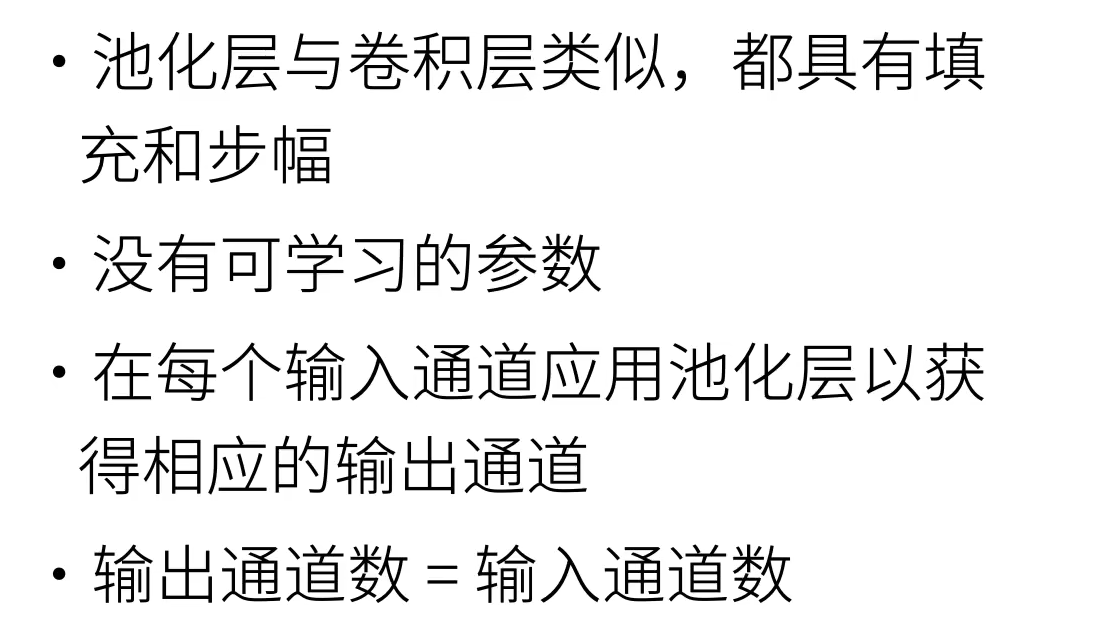 • 池化层与卷积层类似，都具有填
充和步幅
• 没有可学习的参数
• 在每个输入通道应用池化层以获
得相应的输出通道
• 输出通道数 = 输入通道数